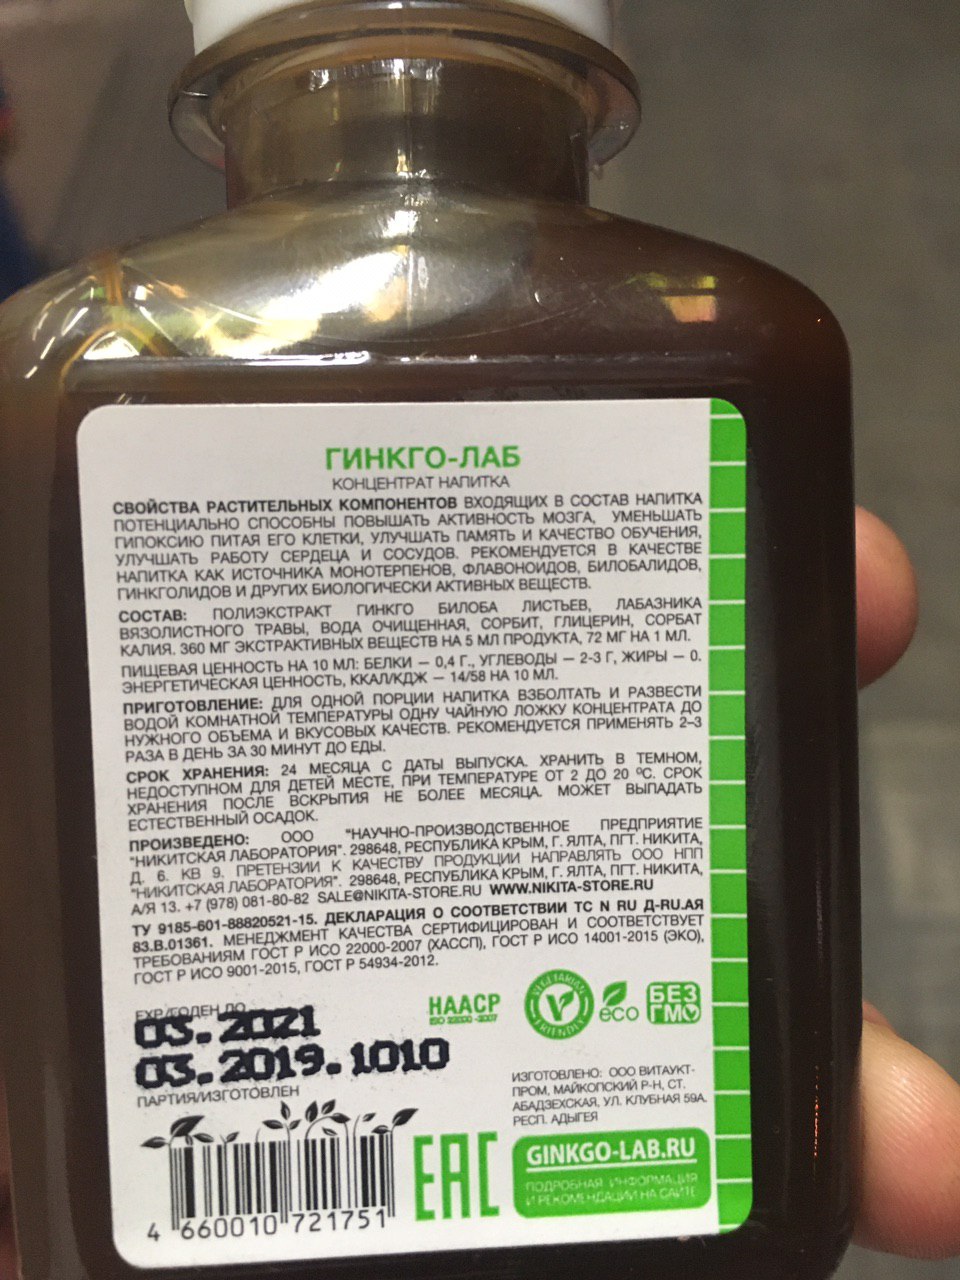 ГИНКГО-ЛАБ
КОНЦЕНТРАТ НАПИТКА
СВОЙСТВА РАСТИТЕЛЬНЫХ КОМПОНЕНТОВ ВХОДЯЩИХ В СОСТАВ НАПИТКА
ПОТЕНЦИАЛЬНО СПОСОБНЫ ПОВЫШАТЬ АКТИВНОСТЬ МОЗГА, УМЕНЬШАТЬ
ГИПОКСИЮ ПИТАЯ ЕГО КЛЕТКИ, УЛУЧШАТЬ ПАМЯТЬ И КАЧЕСТВО ОБУЧЕНИЯ,
УЛУЧШАТЬ РАБОТУ СЕРДЕЦА И СОСУДОВ. РЕКОМЕНДУЕТСЯ В КАЧЕСТВЕ
НАПИТКА КАК ИСТОЧНИКА МОНОТЕРПЕНОВ, ФЛАВОНОИДОВ, БИЛОБАЛИДОВ,
ГИНКГОЛИДОВ И ДРУГИХ БИОЛОГИЧЕСКИ АКТИВНЫХ ВЕЩЕСТВ.
СОСТАВ: ПОЛИЭКСТРАКТ ГИНКГО БИЛОБА ЛИСТЬЕВ, ЛАБАЗНИКА
ВЯЗОЛИСТНОГО ТРАВЫ, ВОДА ОЧИЩЕННАЯ, СОРБИТ, ГЛИЦЕРИН, СОРБАТ
КАЛИЯ. 360 МГ ЭКСТРАКТИВНЫХ ВЕЩЕСТВ НА 5 МЛ ПРОДУКТА, 72 МГ НА 1 МЛ.
ПИЩЕВАЯ ЦЕННОСТЬ НА 10 МЛ: БЕЛКИ – 0,4 Г., УГЛЕВОДЫ – 2-3 Г, ЖИРЫ – 0.
ЭНЕРГЕТИЧЕСКАЯ ЦЕННОСТЬ, ККАЛ/КДЖ – 14/58 НА 10 МЛ.
ПРИГОТОВЛЕНИЕ: ДЛЯ ОДНОЙ ПОРЦИИ НАПИТКА ВЗБОЛТАТЬ И РАЗВЕСТИ
ВОДОЙ КОМНАТНОЙ ТЕМПЕРАТУРЫ ОДНУ ЧАЙНУЮ ЛОЖКУ КОНЦЕНТРАТА ДО
НУЖНОГО ОБЪЕМА И ВКУСОВЫХ КАЧЕСТВ. РЕКОМЕНДУЕТСЯ ПРИМЕНЯТЬ 2–3
РАЗА В ДЕНЬ ЗА 30 МИНУТ ДО ЕДЫ.
СРОК ХРАНЕНИЯ: 24 МЕСЯЦА С ДАТЫ ВЫПУСКА. ХРАНИТЬ В ТЕМНОМ,
НЕДОСТУПНОМ ДЛЯ ДЕТЕЙ МЕСТЕ, ПРИ ТЕМПЕРАТУРЕ ОТ 2 ДО 20 ºС. СРОК
ХРАНЕНИЯ ПОСЛЕ ВСКРЫТИЯ НЕ БОЛЕЕ МЕСЯЦА. МОЖЕТ ВЫПАДАТЬ
ЕСТЕСТВЕННЫЙ ОСАДОК.
ПРОИЗВЕДЕНО: ООО "НАУЧНО-ПРОИЗВОДСТВЕННОЕ ПРЕДПРИЯТИЕ
"НИКИТСКАЯ ЛАБОРАТОРИЯ". 298648, РЕСПУБЛИКА КРЫМ, Г. ЯЛТА, ПГТ. НИКИТА,
Д. 6. КВ 9. ПРЕТЕНЗИИ К КАЧЕСТВУ ПРОДУКЦИИ НАПРАВЛЯТЬ ООО НПП
"НИКИТСКАЯ ЛАБОРАТОРИЯ". 298648, РЕСПУБЛИКА КРЫМ, Г. ЯЛТА, ПГТ. НИКИТА,
А/Я 13. +7 (978) 081-80-82 SALE@NIKITA-STORE.RU WWW.NIKITA-STORE.RU
ТУ 9185-601-88820521-15. ДЕКЛАРАЦИЯ О СООТВЕТСТВИИ ТС N RU Д-RU.АЯ
83.В.01361. МЕНЕДЖМЕНТ КАЧЕСТВА СЕРТИФИЦИРОВАН И СООТВЕТСТВУЕТ
ТРЕБОВАНИЯМ ГОСТ Р ИСО 22000-2007 (ХАССП), ГОСТ Р ИСО 14001-2015 (ЭКО),
ГОСТ Р ИСО 9001-2015, ГОСТ Р 54934-2012.
EXP/ГОДЕН ДО
03.2021
03.2019.1010
ПАРТИЯ/ИЗГОТОВЛЕН
HAACP
ISO 22000 -2007
VEGETARIAN
V
FRIENDLY
eco
БЕЗ
ГМО
ИЗГОТОВЛЕНО: ООО ВИТАУКТ-
ПРОМ, МАЙКОПСКИЙ Р-Н, СТ.
АБАДЗЕХСКАЯ, УЛ. КЛУБНАЯ 59А.
РЕСП. АДЫГЕЯ
4 660010 721751
ЕАС
GINKGO-LAB.RU
ПОДРОБНАЯ ИНФОРМАЦИЯ
И РЕКОМЕНДАЦИИ НА САЙТЕ